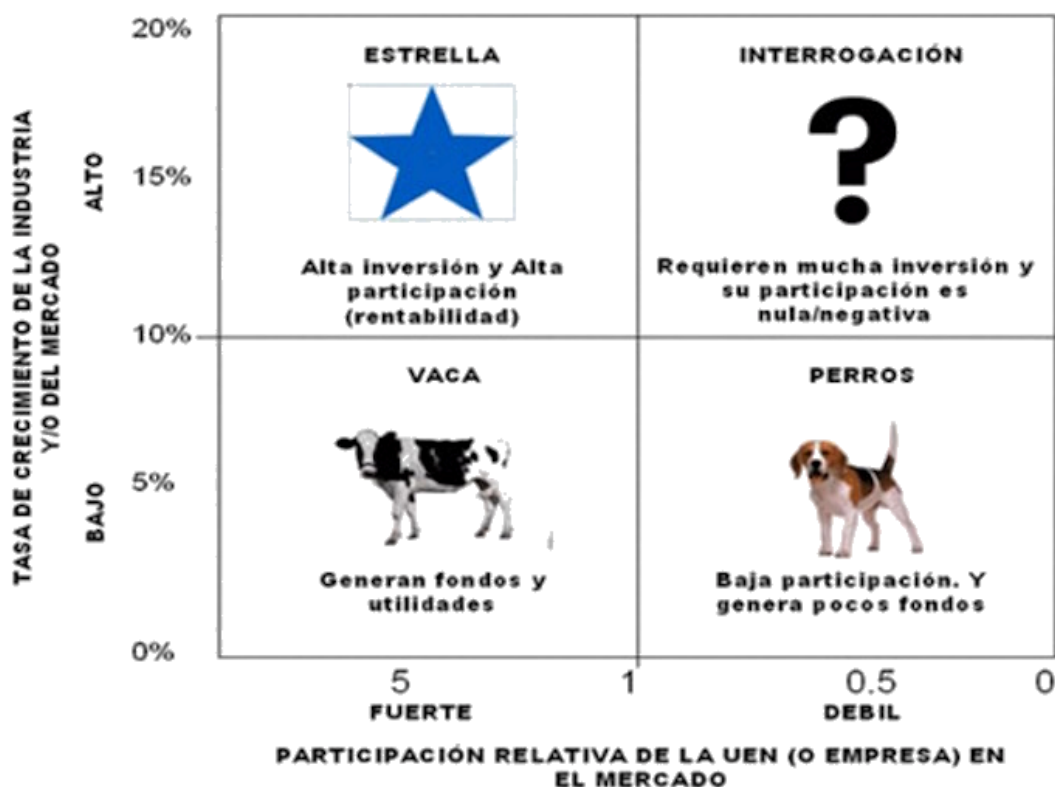 20%
ESTRELLA
INTERROGACIÓN
?
TASA DE CRECIMIENTO DE LA INDUSTRIA
Y/O DEL MERCADO
ALTO
15%
Alta inversión y Alta
participación
(rentabilidad)
Requieren mucha inversión y
su participación es
nula/negativa
10%
VACA
PERROS
5%
BAJO
Generan fondos y
utilidades
Baja participación. Y
genera pocos fondos
0%
5
1
0.5
0
FUERTE
DEBIL
PARTICIPACIÓN RELATIVA DE LA UEN (O EMPRESA) EN
EL MERCADO